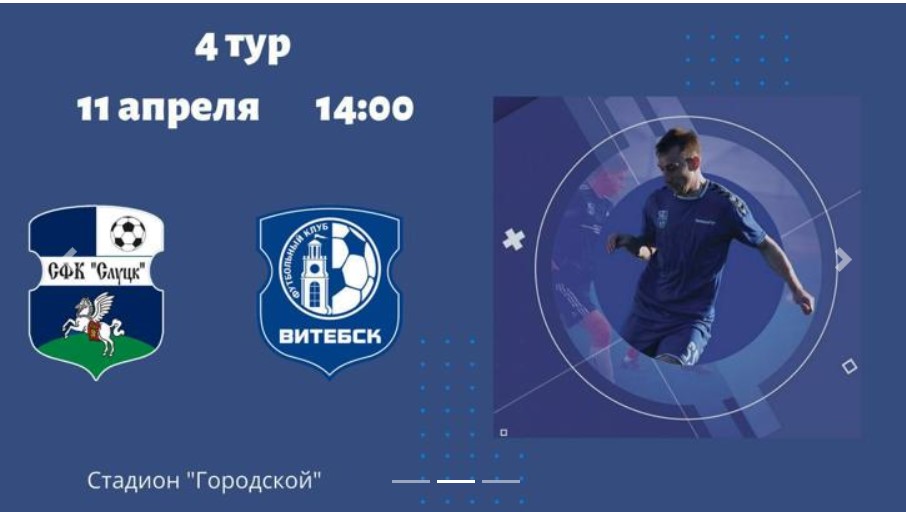 4 тур
11 апреля 14:00
СФК "Слуцк"
ФУТБОЛЬНЫЙ КЛУБ
ВИТЕБСК
Стадион "Городской"